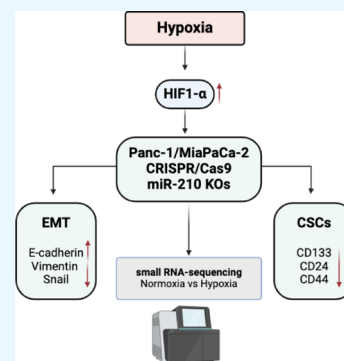 Hypoxia
HIF1-α
Panc-1/MiaPaCa-2
CRISPR/Cas9
miR-210 KOs
EMT
E-cadherin
Vimentin
Snail
small RNA-sequencing
Normoxia vs Hypoxia
CSCs
CD133
CD24
CD44